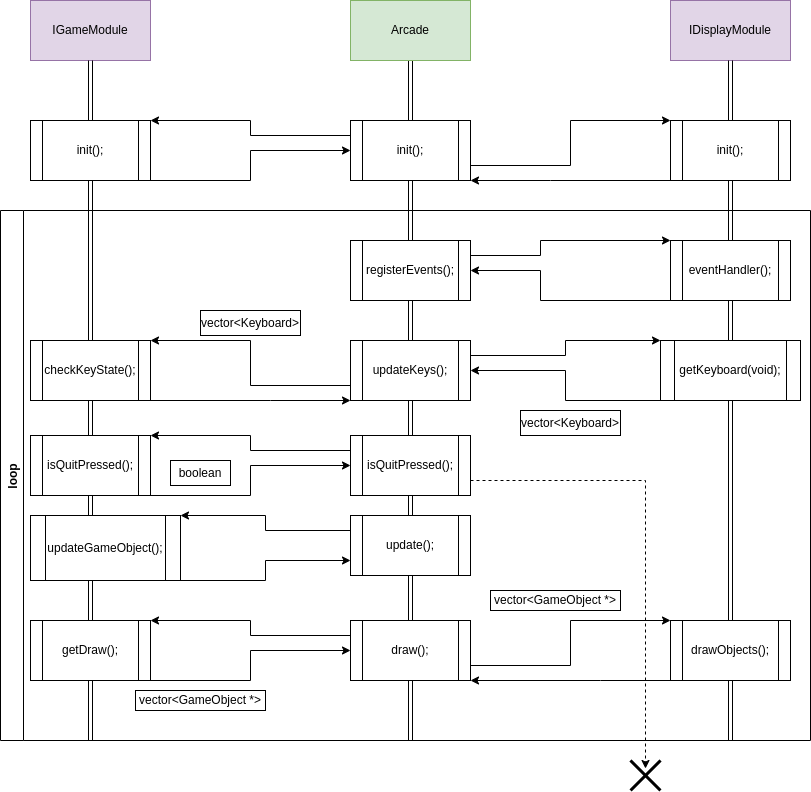 IGameModule
Arcade
IDisplayModule
init();
init();
init();
registerEvents();
eventHandler();
vector<Keyboard>
checkKeyState();
updateKeys();
getKeyboard(void);
vector<Keyboard>
loop
isQuitPressed();
boolean
isQuitPressed();
updateGameObject();
update();
vector<GameObject *>
getDraw();
draw();
drawObjects();
vector<GameObject *>